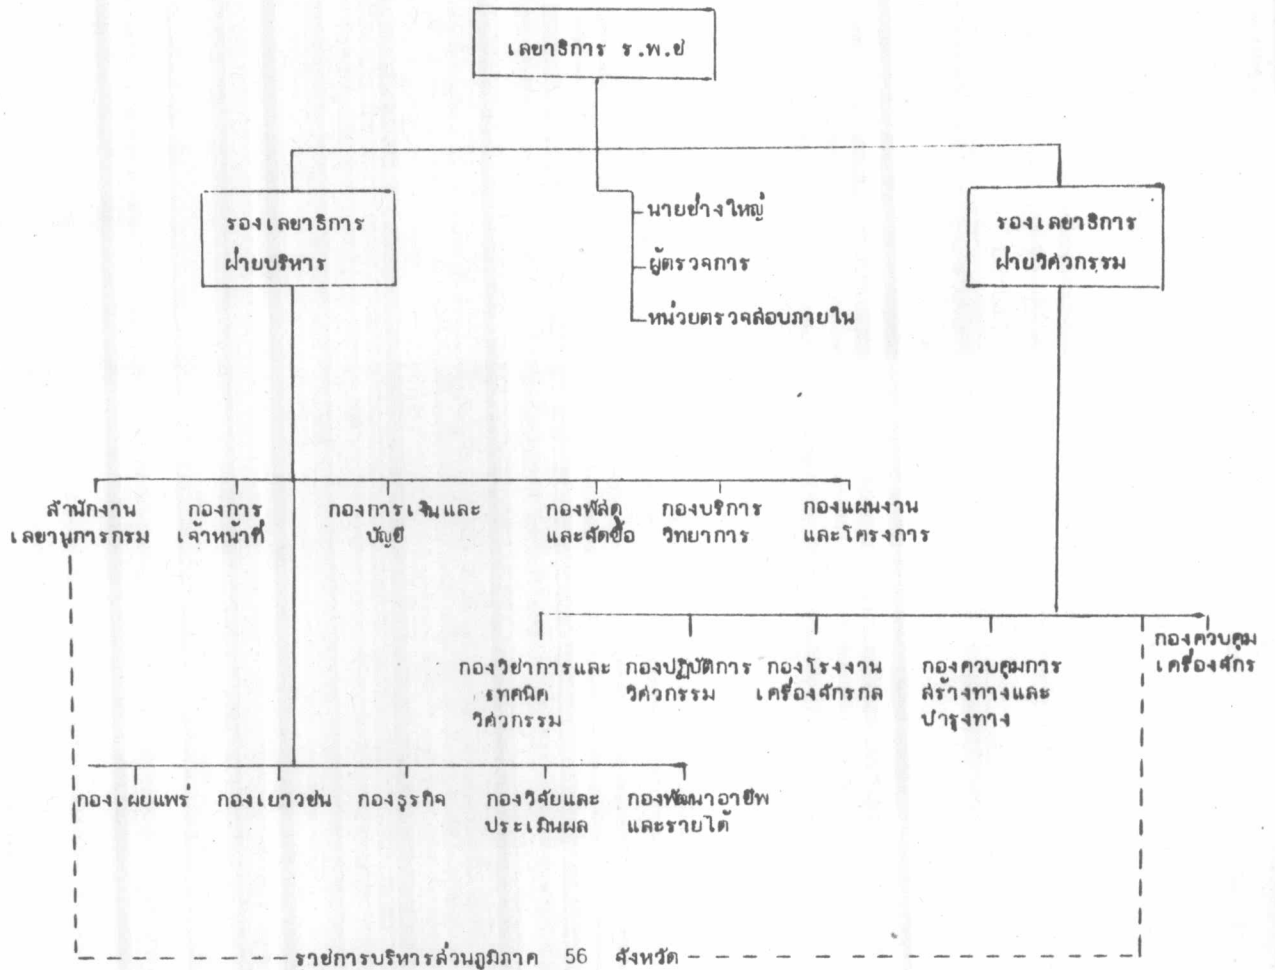 เลขาธิการ ร.พ.ช
รองเลขาธิการ
ฝ่ายบริหาร
นายช่างใหญ่
ผู้ตรวจการ
หน่วยตรวจสอบภายใน
รองเลขาธิการ
ฝ่ายวิศวกรรม
สำนักงาน
เลขานุการกรม
กองการ
เจ้าหน้าที่
กองการเงินและ
บัญชี
กองพัสดุ
และจัดซื้อ
กองบริการ
วิทยาการ
กองแผนงาน
และโครงการ
กองวิชาการและ
เทคนิค
วิศวกรรม
กองปฏิบัติการ
วิศวกรรม
กองโรงงาน
เครื่องจักรกล
กองควบคุมการ
สร้างทางและ
บำรุงทาง
กองควบคุม
เครื่องจักร
กองเผยแพร่
กองเยาวชน
กองธุรกิจ
กองวิจัยและ
ประเมินผล
กองพัฒนาอาชีพ
และรายได้
ราชการบริหารส่วนภูมิภาค 56 จังหวัด